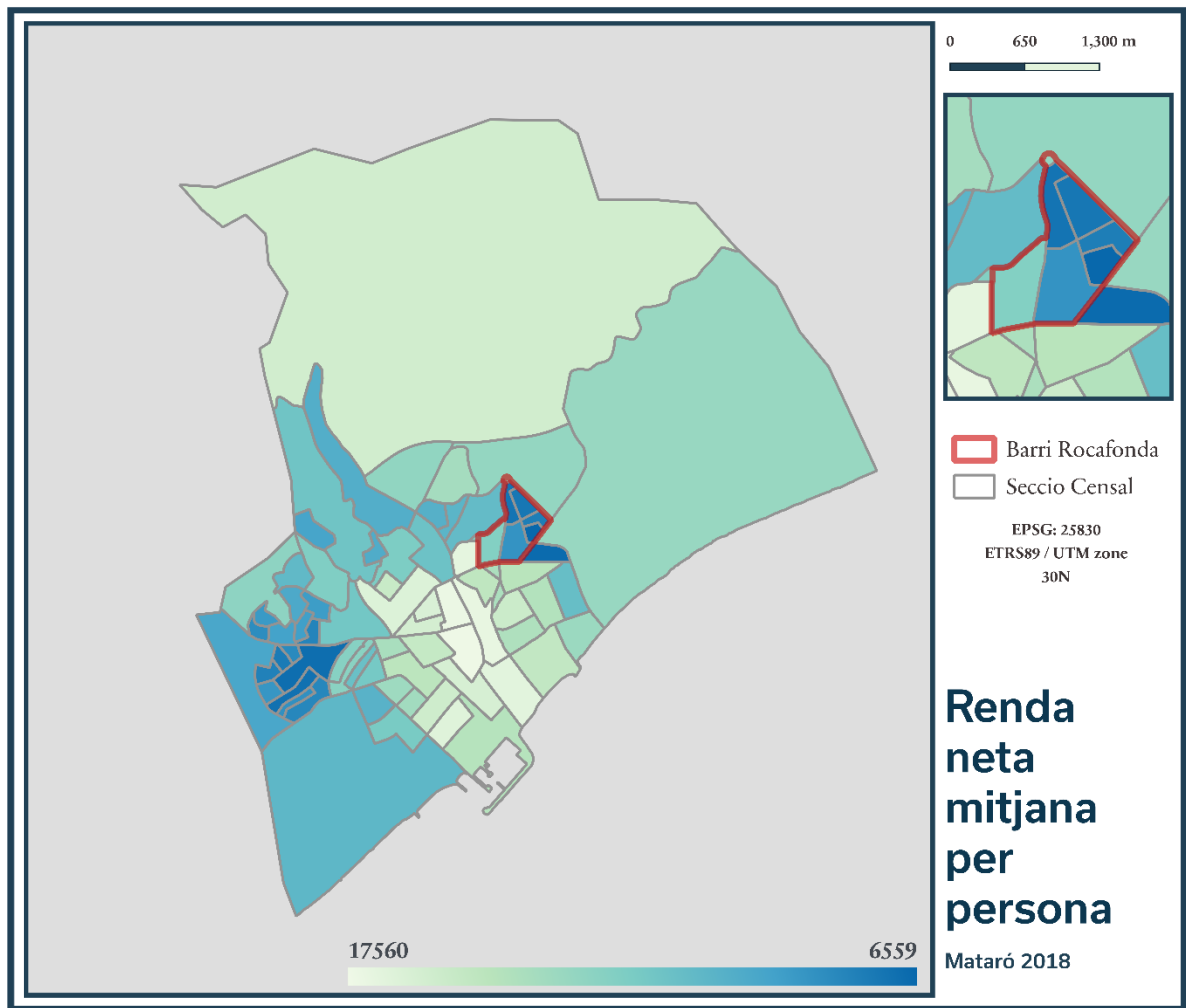 0 650 1,300 m
Barri Rocafonda
Seccio Censal
EPSG: 25830
ETRS89 / UTM zone
30N
Renda
neta
mitjana
per
persona
Mataró 2018
17560 6559